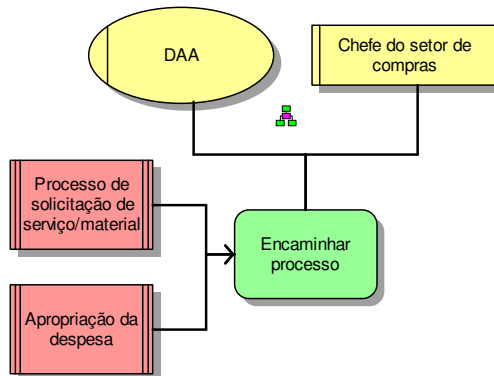 DAA
Chefe do setor de
compras
Processo de
solicitação de
serviço/material
Encaminhar
processo
Apropriação da
despesa